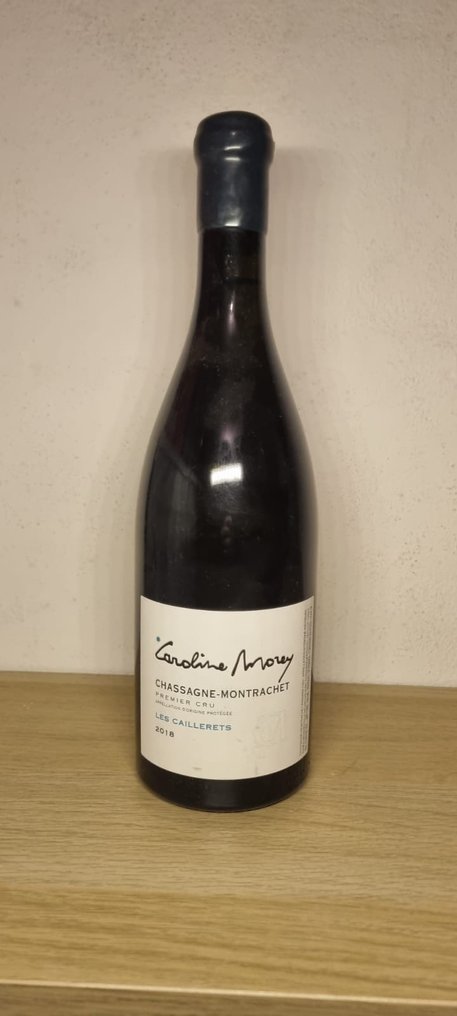 Caroline Morey
CHASSAGNE-MONTRACHET
PREMIER CRU
APPELLATION D'ORIGINE PROTÉGÉE
LES CAILLERETS
2018